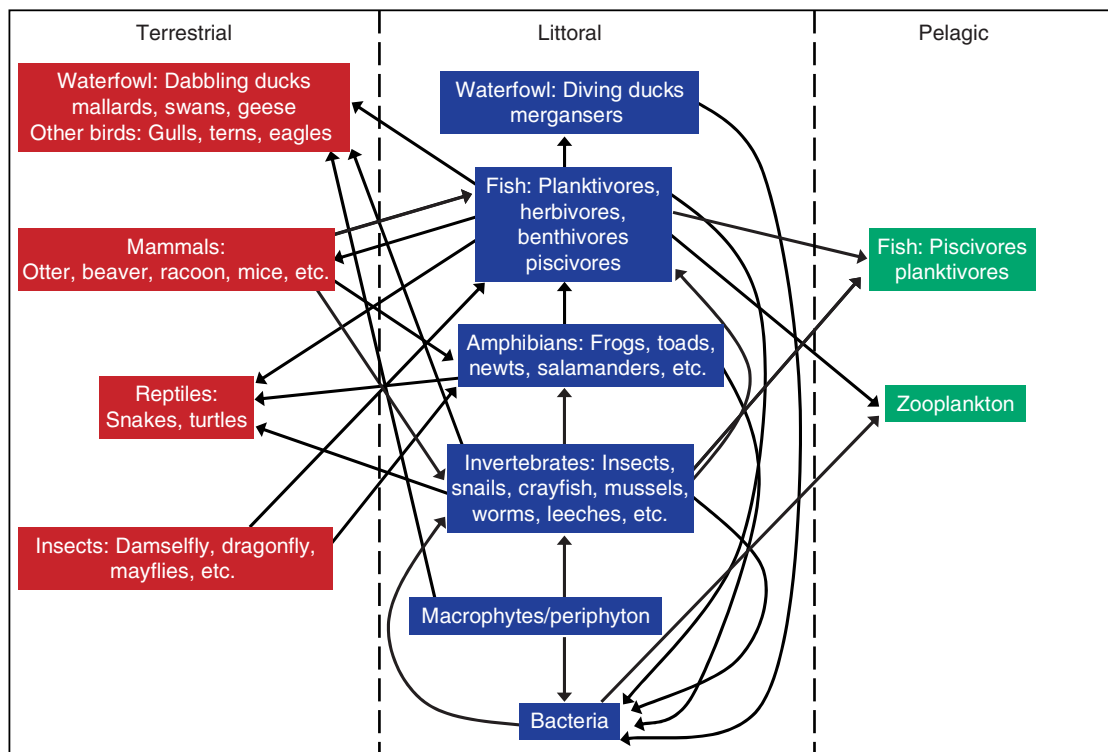 Terrestrial
Littoral
Pelagic
Waterfowl: Dabbling ducks
mallards, swans, geese
Other birds: Gulls, terns, eagles
Waterfowl: Diving ducks
mergansers
Fish: Planktivores,
herbivores,
benthivores
piscivores
Mammals:
Otter, beaver, racoon, mice, etc.
Fish: Piscivores
planktivores
Amphibians: Frogs, toads,
newts, salamanders, etc.
Reptiles:
Snakes, turtles
Zooplankton
Invertebrates: Insects,
snails, crayfish, mussels,
worms, leeches, etc.
Insects: Damselfly, dragonfly,
mayflies, etc.
Macrophytes/periphyton
Bacteria